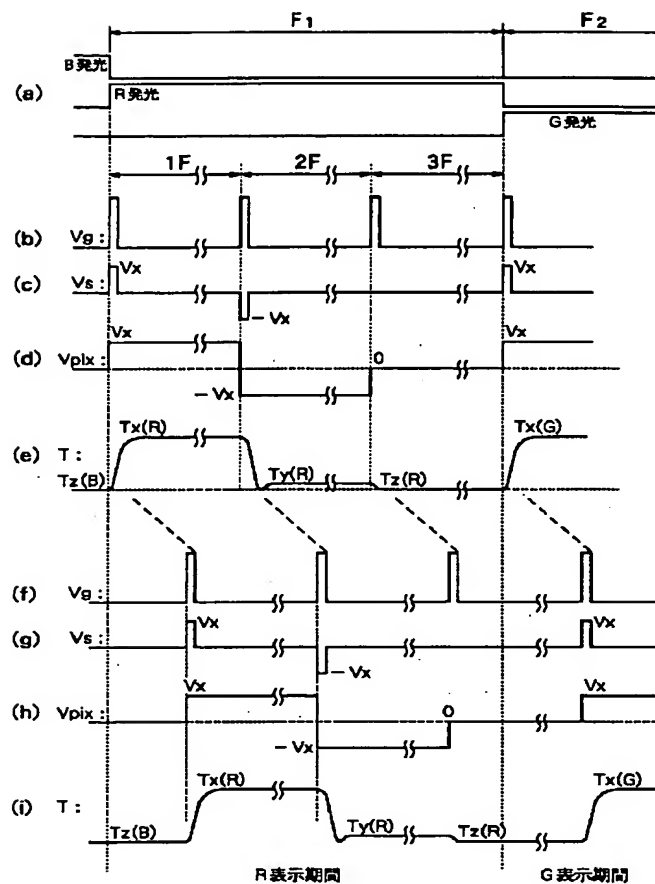 F1 F2
B発光
(a) R発光
G発光
1F 2F 3F
(b) Vg :
(c) Vs : Vx Vx
−Vx
Vx 0 Vx
(d) Vpix :
−Vx
Tx(R) Tx(G)
(e) T :
Tz(B) Ty(R) Tz(R)
(f) Vg :
(g) Vs : Vx Vx
−Vx
Vx 0 Vx
(h) Vpix :
−Vx
Tx(R) Tx(G)
(i) T :
Tz(B) Ty(R) Tz(R)
R表示期間 G表示期間